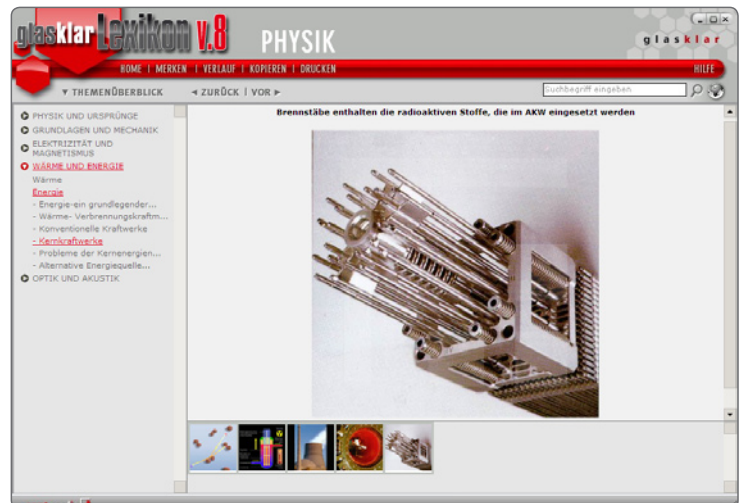 glasklar Lexikon V.8 PHYSIK
glasklar
HOME | MERKEN | VERLAUF | KOPIEREN | DRUCKEN HILFE
▼ THEMENÜBERBLICK ◄ ZURÜCK | VOR ► Suchbegriff eingeben
Brennstäbe enthalten die radioaktiven Stoffe, die im AKW eingesetzt werden
PHYSIK UND URSPRÜNGE
GRUNDLAGEN UND MECHANIK
ELEKTRIZITÄT UND
MAGNETISMUS
WÄRME UND ENERGIE
Wärme
Energie
- Energie-ein grundlegender...
- Wärme- Verbrennungskraftm...
- Konventionelle Kraftwerke
- Kernkraftwerke
- Probleme der Kernenergien...
- Alternative Energiequelle...
OPTIK UND AKUSTIK